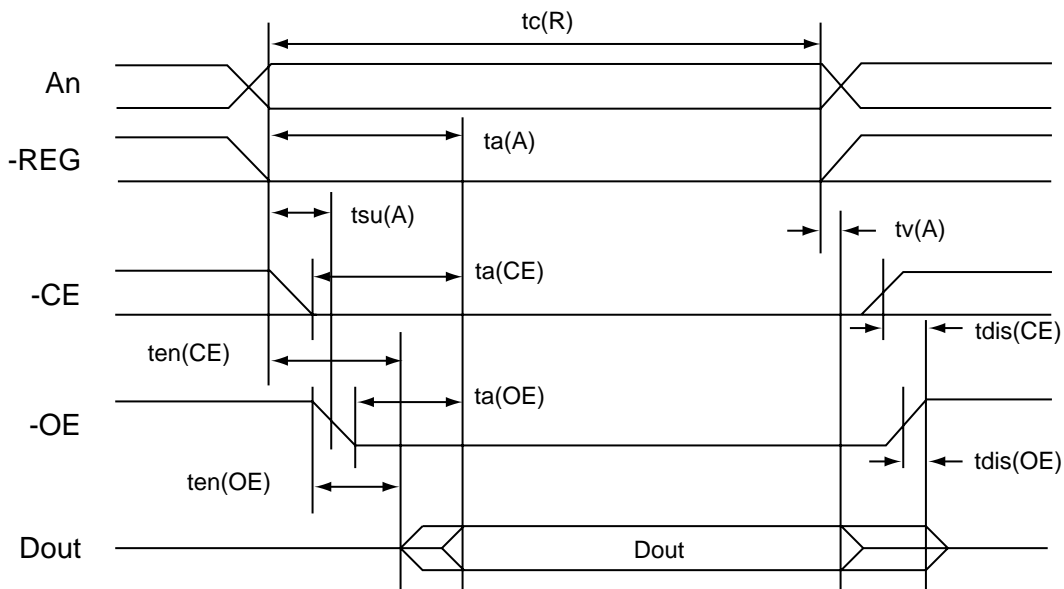 tc(R)
An
ta(A)
-REG
tsu(A)
tv(A)
ta(CE)
-CE
tdis(CE)
ten(CE)
ta(OE)
-OE
tdis(OE)
ten(OE)
Dout
Dout